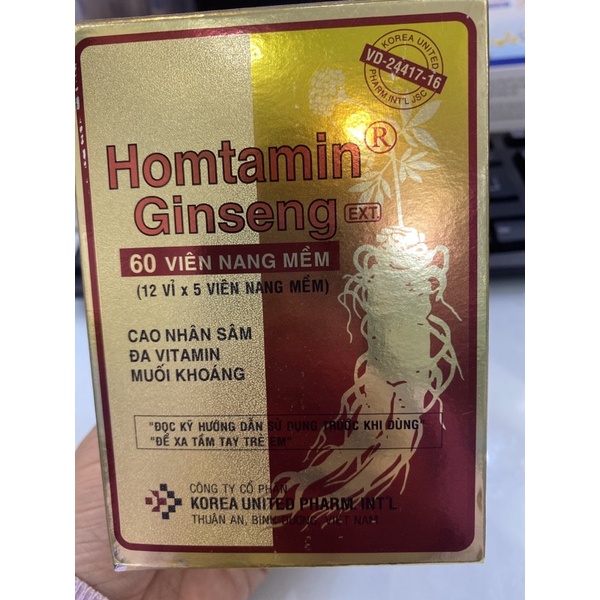 KOREA UNITED
VD-24417-16
PHARM. INT'L JSC
Homtamin®
Ginseng EXT.
60 VIÊN NANG MỀM
(12 VỈ x 5 VIÊN NANG MỀM)
CAO NHÂN SÂM
ĐA VITAMIN
MUỐI KHOÁNG
"ĐỌC KỸ HƯỚNG DẪN SỬ DỤNG TRƯỚC KHI DÙNG"
"ĐỂ XA TẦM TAY TRẺ EM"
CÔNG TY CỔ PHẦN
KOREA UNITED PHARM. INT'L
THUẬN AN, BÌNH DƯƠNG, VIỆT NAM